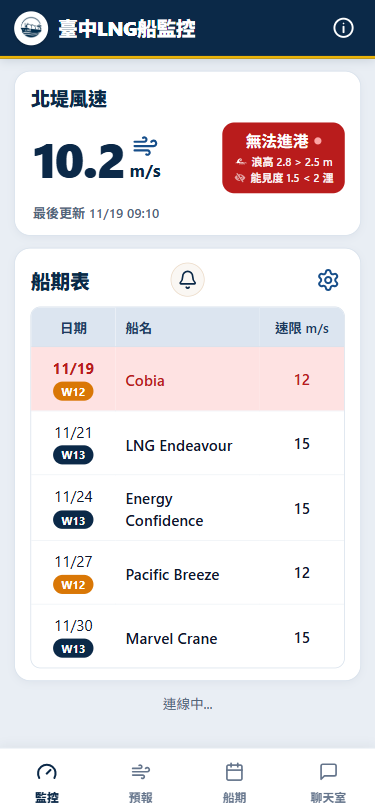 臺中LNG船監控
北堤風速
10.2 m/s
無法進港
浪高 2.8 > 2.5 m
能見度 1.5 < 2 浬
最後更新 11/19 09:10
船期表
日期 船名 速限 m/s
11/19
W12
Cobia 12
11/21
W13
LNG Endeavour 15
11/24
W13
Energy
Confidence
15
11/27
W12
Pacific Breeze 12
11/30
W13
Marvel Crane 15
連線中...
監控 預報 船期 聊天室